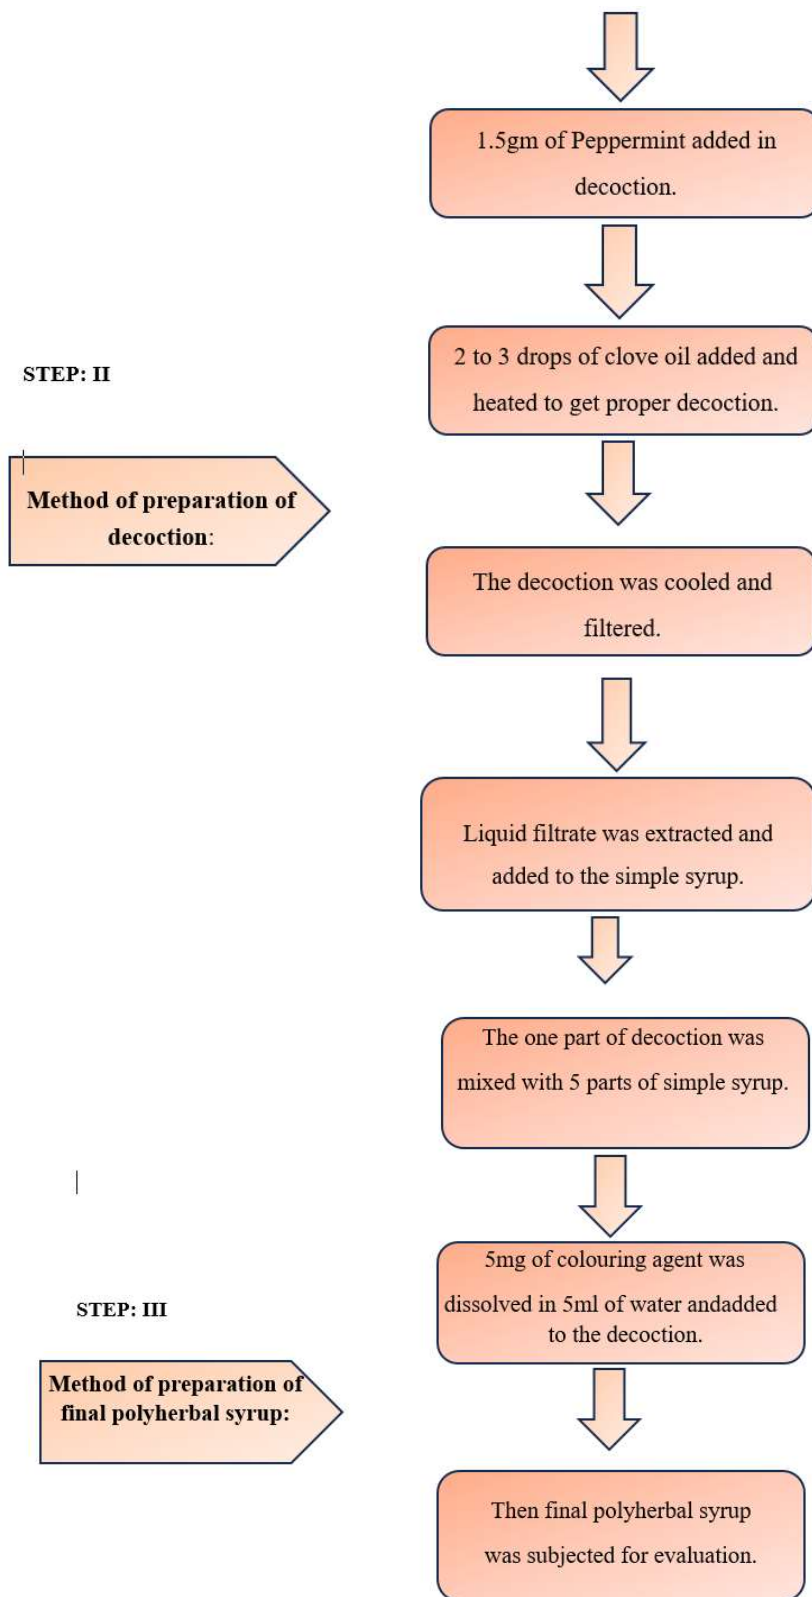 1.5gm of Peppermint added in
decoction.
2 to 3 drops of clove oil added and
heated to get proper decoction.
STEP: II
Method of preparation of
decoction:
The decoction was cooled and
filtered.
Liquid filtrate was extracted and
added to the simple syrup.
The one part of decoction was
mixed with 5 parts of simple syrup.
5mg of colouring agent was
dissolved in 5ml of water andadded
to the decoction.
STEP: III
Method of preparation of
final polyherbal syrup:
Then final polyherbal syrup
was subjected for evaluation.